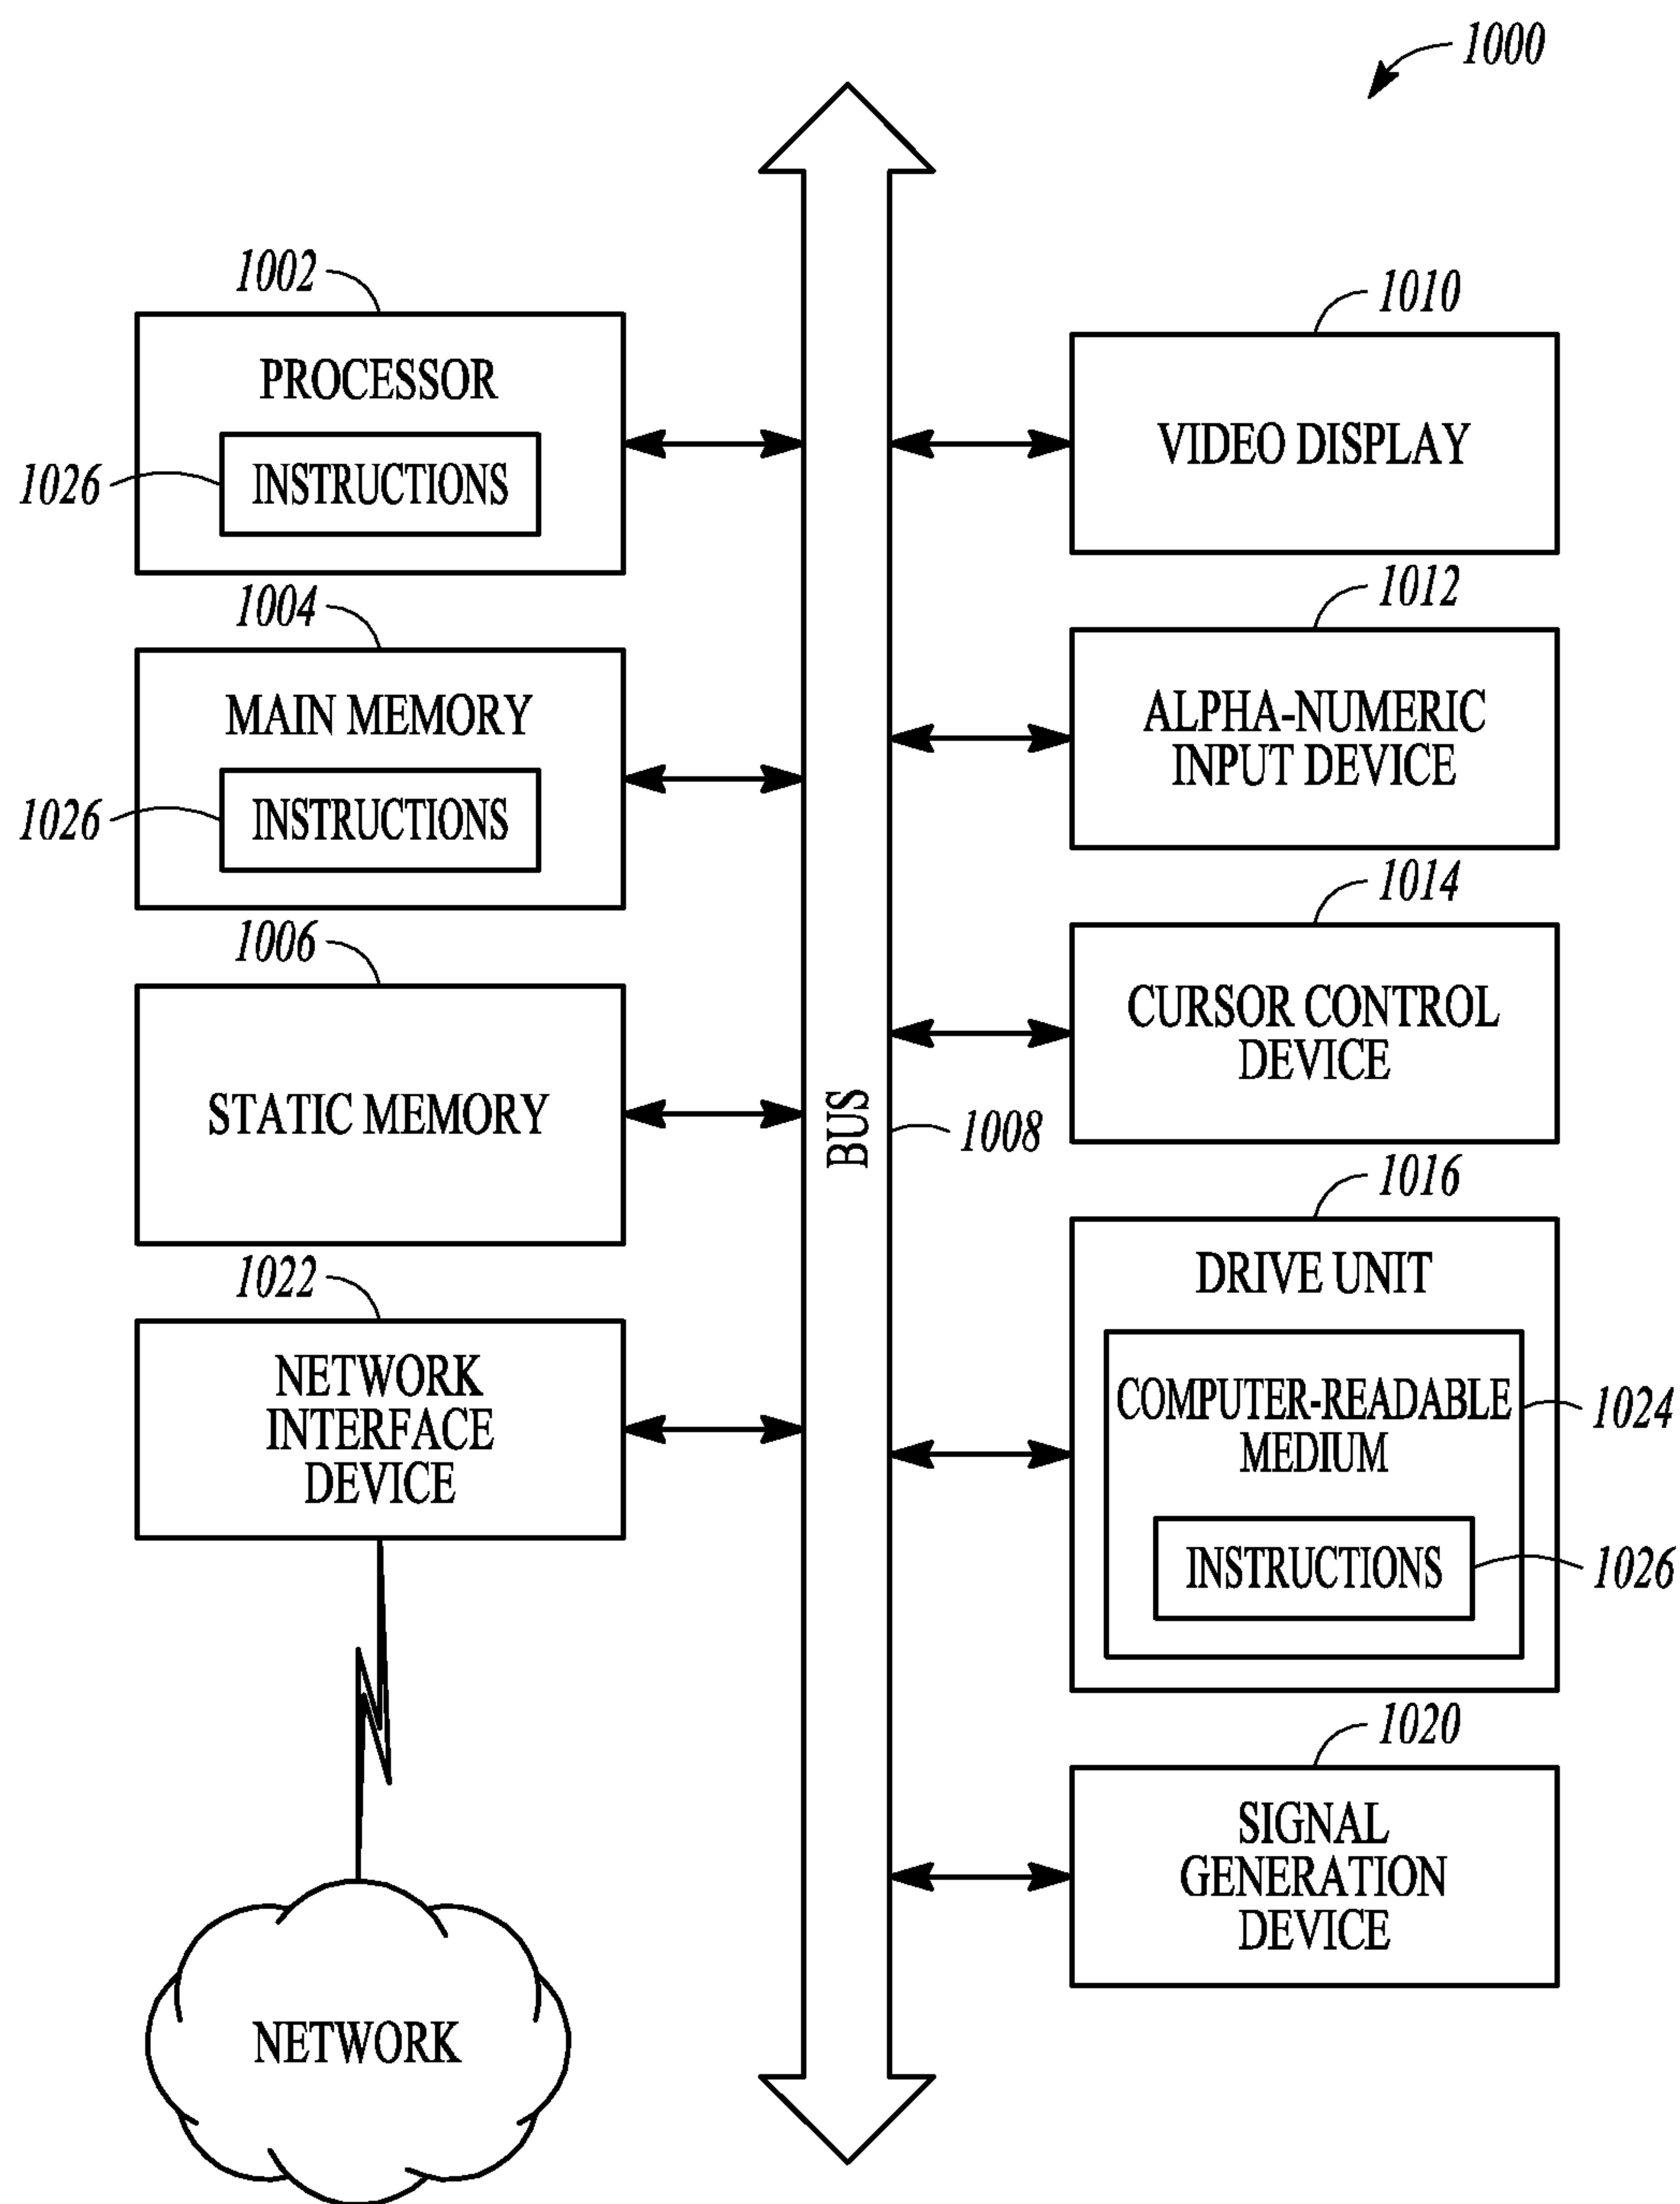 1000
1002
PROCESSOR
1026
INSTRUCTIONS
1004
MAIN MEMORY
1026
INSTRUCTIONS
1006
STATIC MEMORY
1022
NETWORK
INTERFACE
DEVICE
NETWORK
BUS
1008
1010
VIDEO DISPLAY
1012
ALPHA-NUMERIC
INPUT DEVICE
1014
CURSOR CONTROL
DEVICE
1016
DRIVE UNIT
COMPUTER-READABLE
MEDIUM
1024
INSTRUCTIONS
1026
1020
SIGNAL
GENERATION
DEVICE